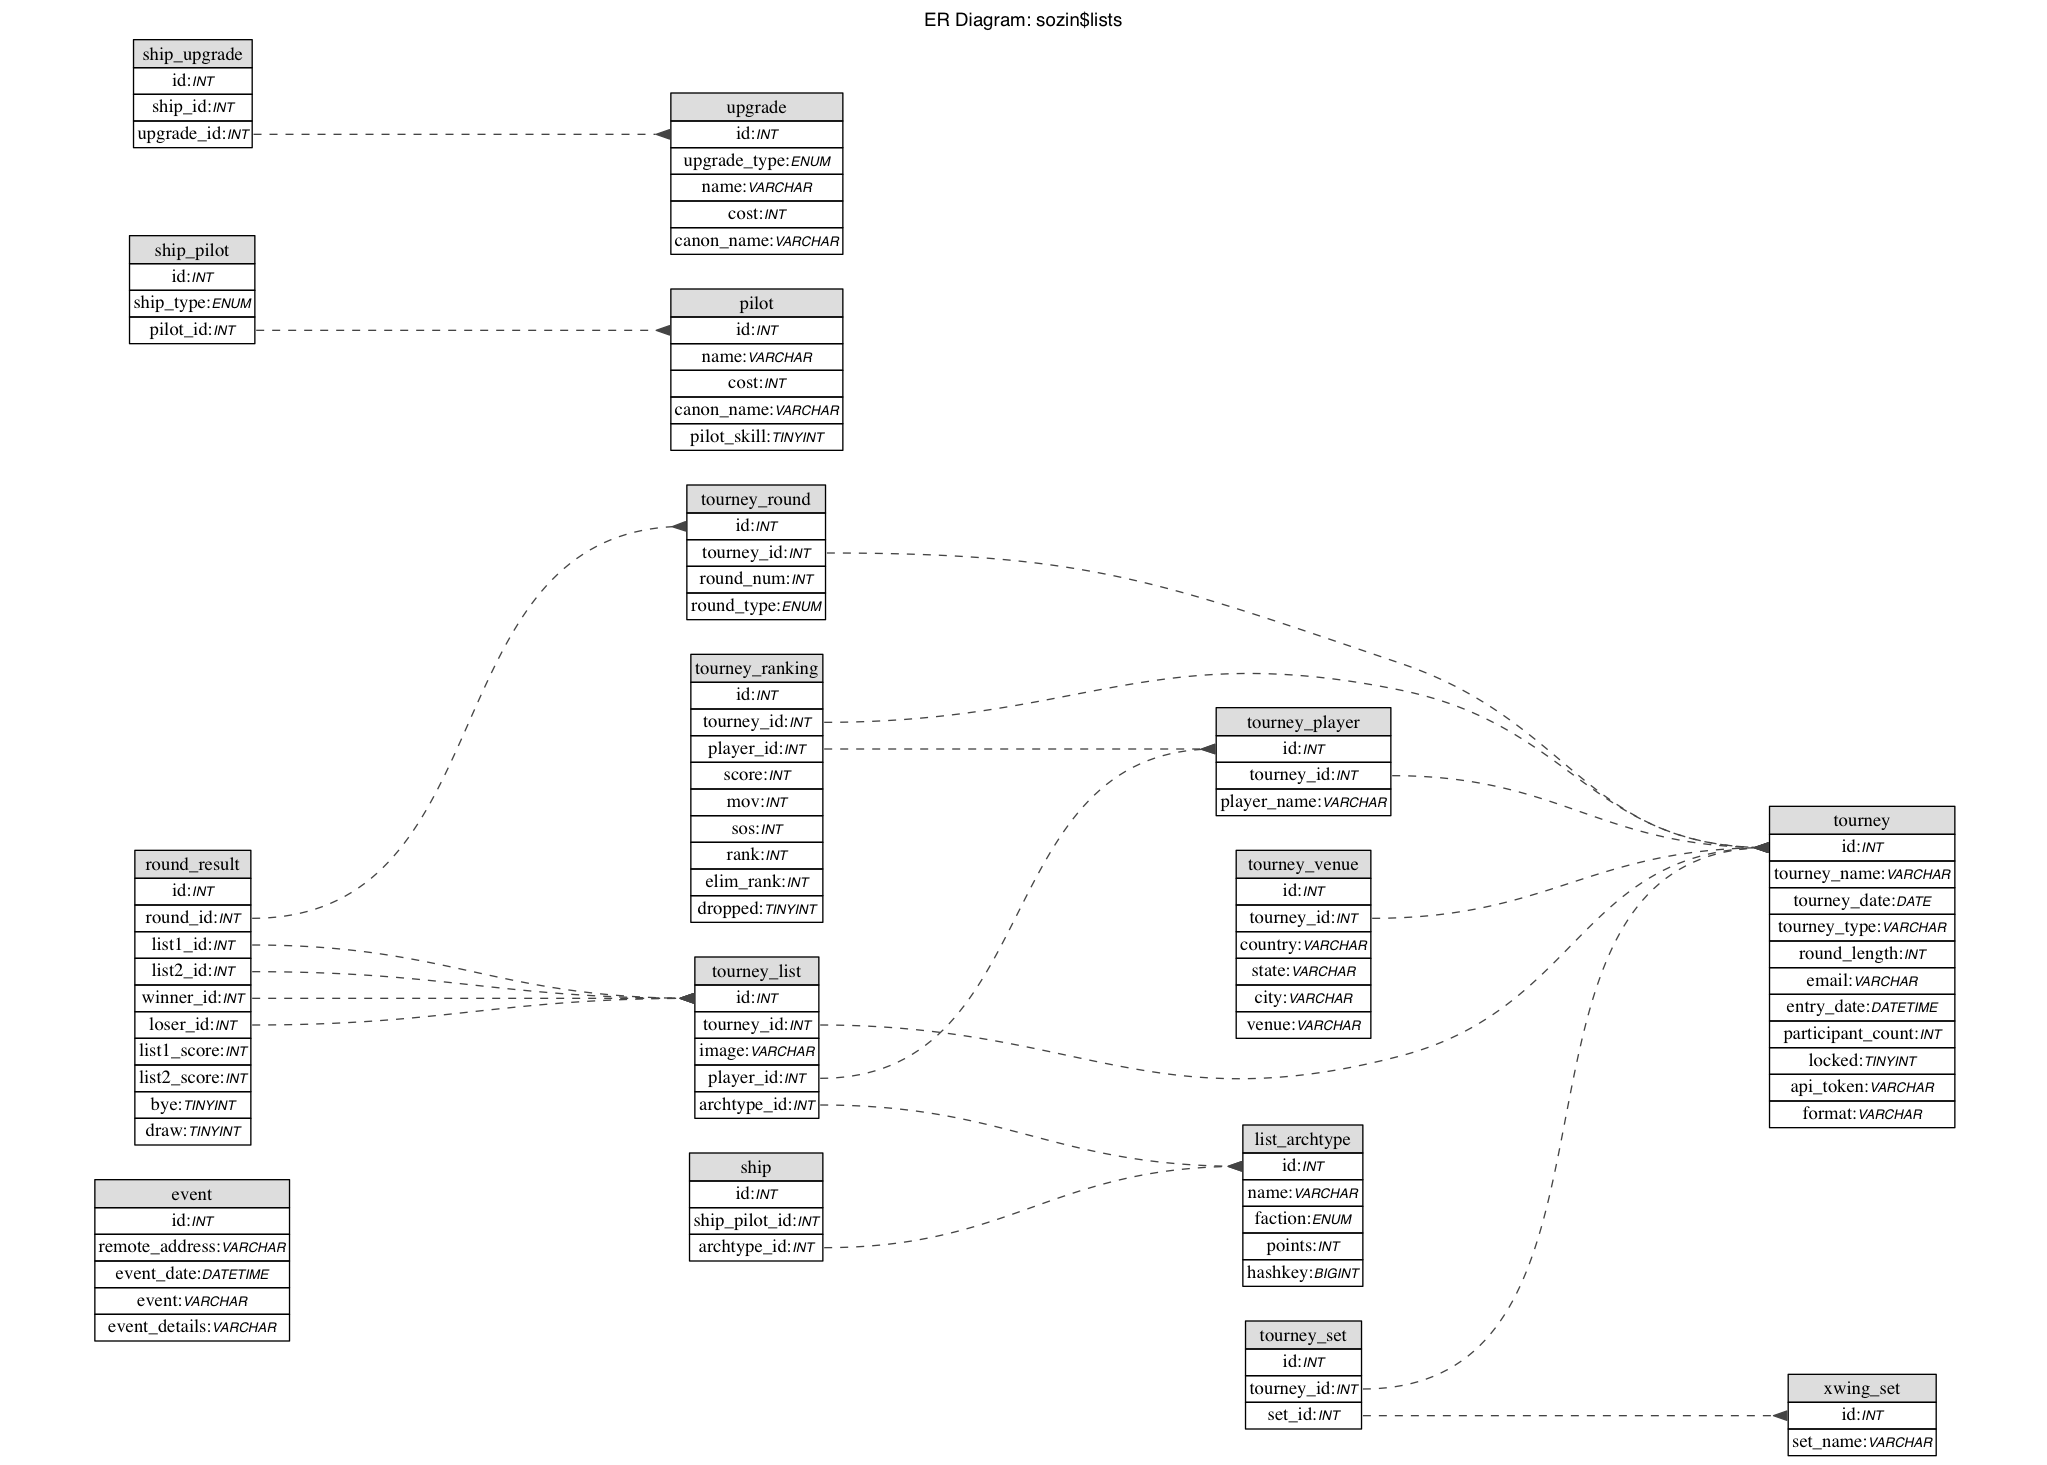 ER Diagram: sozin$lists
ship_upgrade
id:INT
ship_id:INT
upgrade_id:INT
upgrade
id:INT
upgrade_type:ENUM
name:VARCHAR
cost:INT
canon_name:VARCHAR
ship_pilot
id:INT
ship_type:ENUM
pilot_id:INT
pilot
id:INT
name:VARCHAR
cost:INT
canon_name:VARCHAR
pilot_skill:TINYINT
tourney_round
id:INT
tourney_id:INT
round_num:INT
round_type:ENUM
tourney_ranking
id:INT
tourney_id:INT
player_id:INT
score:INT
mov:INT
sos:INT
rank:INT
elim_rank:INT
dropped:TINYINT
tourney_player
id:INT
tourney_id:INT
player_name:VARCHAR
tourney
id:INT
tourney_name:VARCHAR
tourney_date:DATE
tourney_type:VARCHAR
round_length:INT
email:VARCHAR
entry_date:DATETIME
participant_count:INT
locked:TINYINT
api_token:VARCHAR
format:VARCHAR
round_result
id:INT
round_id:INT
list1_id:INT
list2_id:INT
winner_id:INT
loser_id:INT
list1_score:INT
list2_score:INT
bye:TINYINT
draw:TINYINT
tourney_venue
id:INT
tourney_id:INT
country:VARCHAR
state:VARCHAR
city:VARCHAR
venue:VARCHAR
tourney_list
id:INT
tourney_id:INT
image:VARCHAR
player_id:INT
archtype_id:INT
list_archtype
id:INT
name:VARCHAR
faction:ENUM
points:INT
hashkey:BIGINT
ship
id:INT
ship_pilot_id:INT
archtype_id:INT
event
id:INT
remote_address:VARCHAR
event_date:DATETIME
event:VARCHAR
event_details:VARCHAR
tourney_set
id:INT
tourney_id:INT
set_id:INT
xwing_set
id:INT
set_name:VARCHAR